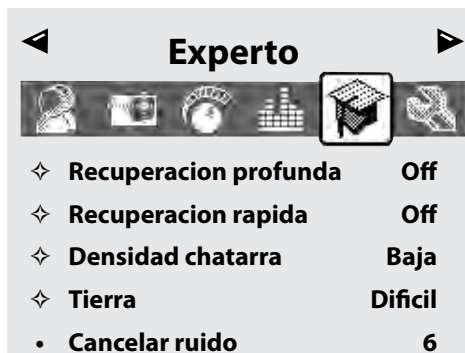 Experto
Recuperacion profunda Off
Recuperacion rapida Off
Densidad chatarra Baja
Tierra Dificil
Cancelar ruido 6